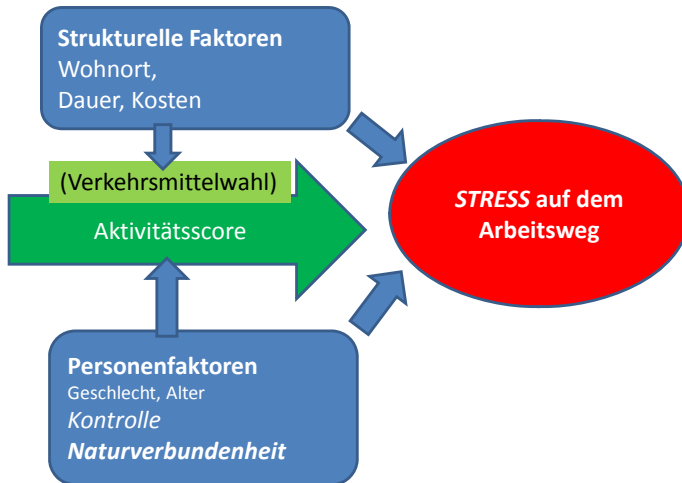 Strukturelle Faktoren
Wohnort,
Dauer, Kosten
(Verkehrsmittelwahl)
Aktivitätsscore
STRESS auf dem
Arbeitsweg
Personenfaktoren
Geschlecht, Alter
Kontrolle
Naturverbundenheit